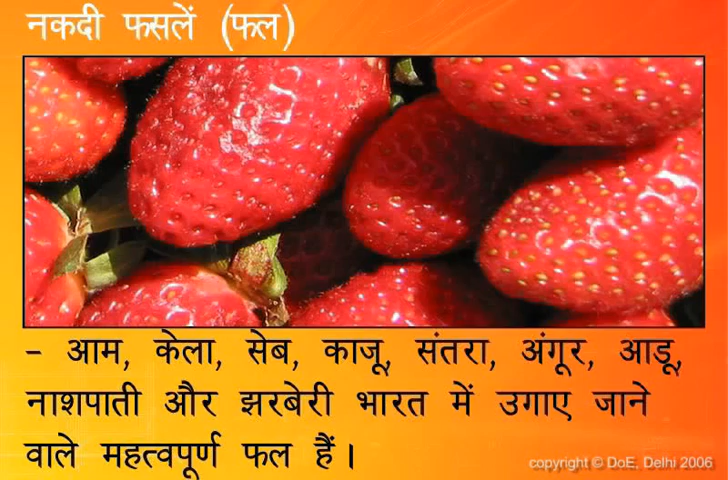 नकदी फसलें (फल)
– आम, केला, सेब, काजू, संतरा, अंगूर, आडू,
नाशपाती और झरबेरी भारत में उगाए जाने
वाले महत्वपूर्ण फल हैं।
copyright © DoE, Delhi 2006